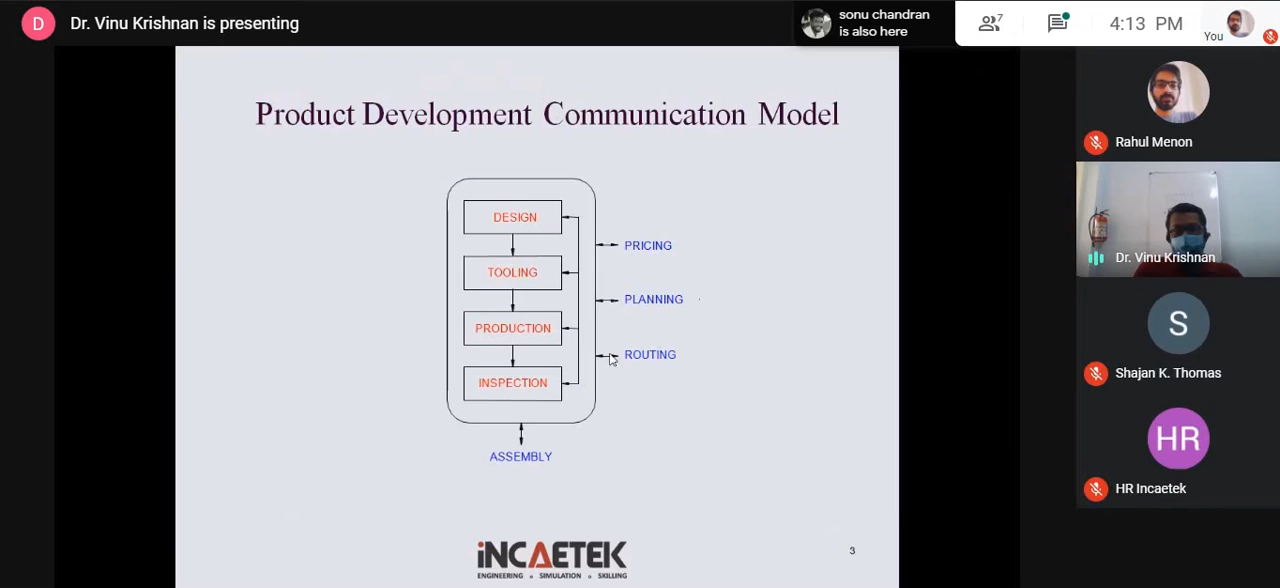 D
Dr. Vinu Krishnan is presenting
sonu chandran
is also here
7
4:13 PM
You
Product Development Communication Model
DESIGN
TOOLING
PRODUCTION
INSPECTION
PRICING
PLANNING
ROUTING
ASSEMBLY
iNCAETEK
ENGINEERING SIMULATION SKILLING
3
Rahul Menon
Dr. Vinu Krishnan
S
Shajan K. Thomas
HR
HR Incaetek